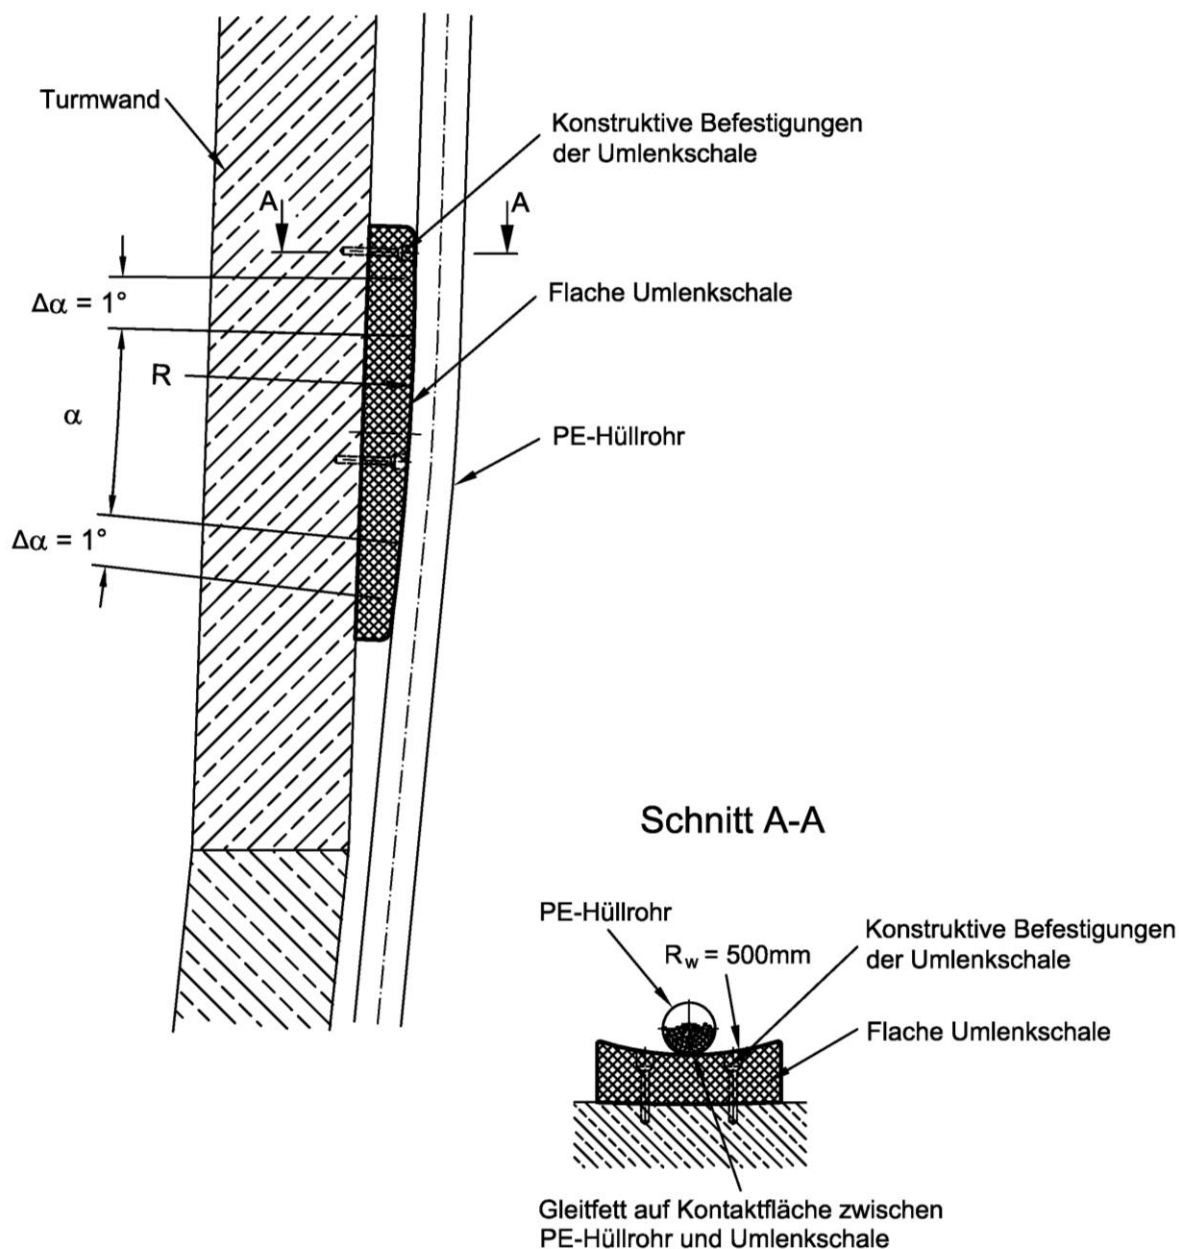 Turmwand
Konstruktive Befestigungen
der Umlenkschale
A
A
Δα = 1°
Flache Umlenkschale
R
α
PE-Hüllrohr
Δα = 1°
Schnitt A-A
PE-Hüllrohr
Rw = 500mm
Konstruktive Befestigungen
der Umlenkschale
Flache Umlenkschale
Gleitfett auf Kontaktfläche zwischen
PE-Hüllrohr und Umlenkschale